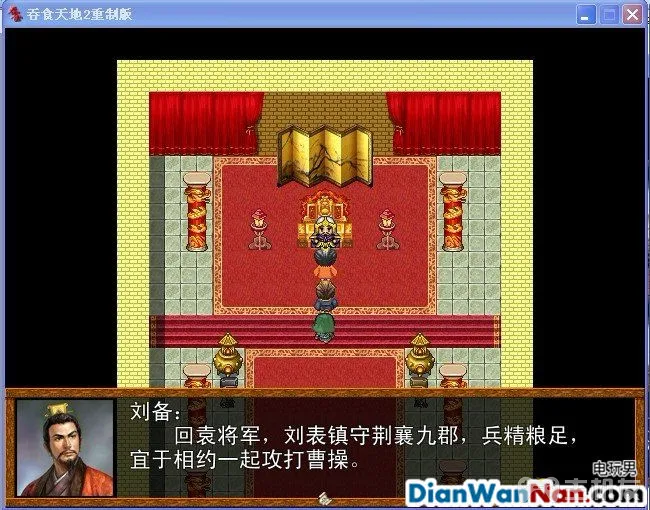 吞食天地2重制版
刘备：
回袁将军，刘表镇守荆襄九郡，兵精粮足，
宜于相约一起攻打曹操。
电玩男
DianWanNan.com